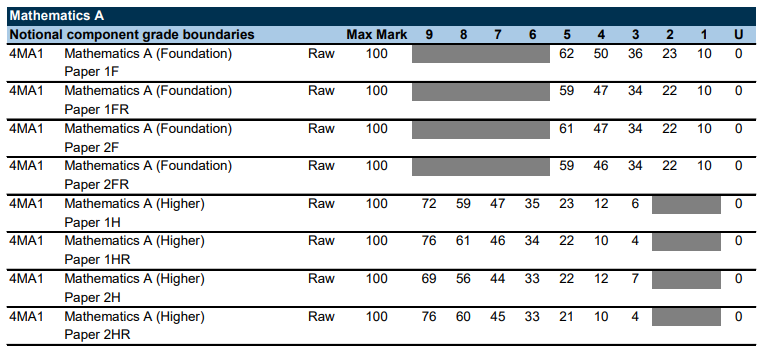 Mathematics A
Notional component grade boundaries Max Mark 9 8 7 6 5 4 3 2 1 U
4MA1 Mathematics A (Foundation) Raw 100 62 50 36 23 10 0
Paper 1F
4MA1 Mathematics A (Foundation) Raw 100 59 47 34 22 10 0
Paper 1FR
4MA1 Mathematics A (Foundation) Raw 100 61 47 34 22 10 0
Paper 2F
4MA1 Mathematics A (Foundation) Raw 100 59 46 34 22 10 0
Paper 2FR
4MA1 Mathematics A (Higher) Raw 100 72 59 47 35 23 12 6 0
Paper 1H
4MA1 Mathematics A (Higher) Raw 100 76 61 46 34 22 10 4 0
Paper 1HR
4MA1 Mathematics A (Higher) Raw 100 69 56 44 33 22 12 7 0
Paper 2H
4MA1 Mathematics A (Higher) Raw 100 76 60 45 33 21 10 4 0
Paper 2HR